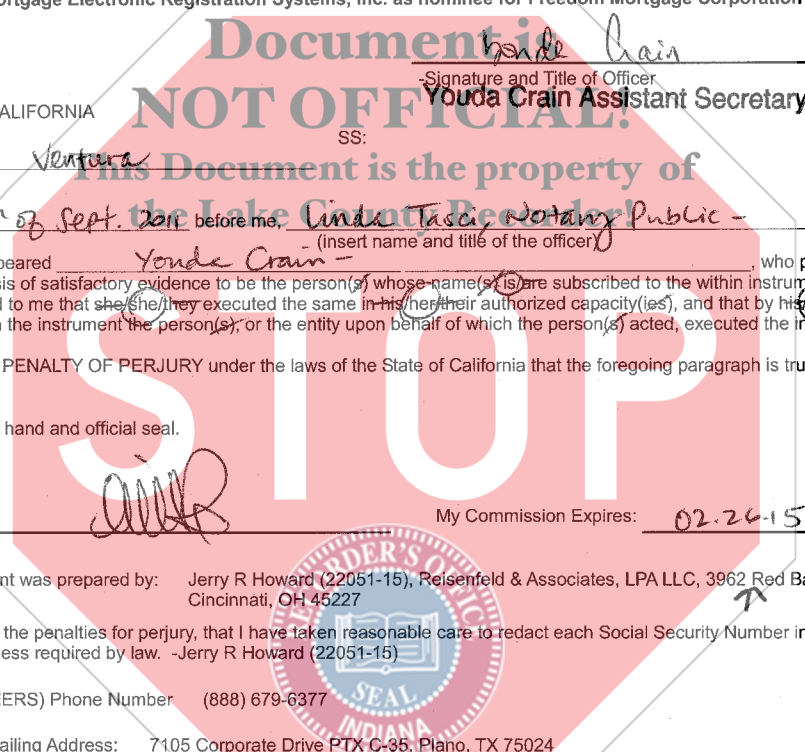 ortgage Electronic Registration Systems, Inc. as nominee for Freedom Mortgage Corporation
Document is
Yonda Crain
-Signature and Title of Officer
Youda Crain Assistant Secretary
NOT OFFICIAL!
ALIFORNIA
SS:
Ventura
This Document is the property of
the Lake County Recorder!
of Sept. 2011 before me, Linda Tasci, Notary Public -
(insert name and title of the officer)
peared Yonda Crain - , who p
sis of satisfactory evidence to be the person(s) whose name(s) is/are subscribed to the within instrum
d to me that she/she/they executed the same in his/her/their authorized capacity(ies), and that by his
n the instrument the person(s), or the entity upon behalf of which the person(s) acted, executed the in
PENALTY OF PERJURY under the laws of the State of California that the foregoing paragraph is tru
STOP
hand and official seal.
My Commission Expires: 02.26.15
nt was prepared by: Jerry R Howard (22051-15), Reisenfeld & Associates, LPA LLC, 3962 Red Ba
Cincinnati, OH 45227
the penalties for perjury, that I have taken reasonable care to redact each Social Security Number in
ess required by law. -Jerry R Howard (22051-15)
RECORDER'S OFFICE
SEAL
INDIANA
EERS) Phone Number (888) 679-6377
ailing Address: 7105 Corporate Drive PTX C-35, Plano, TX 75024